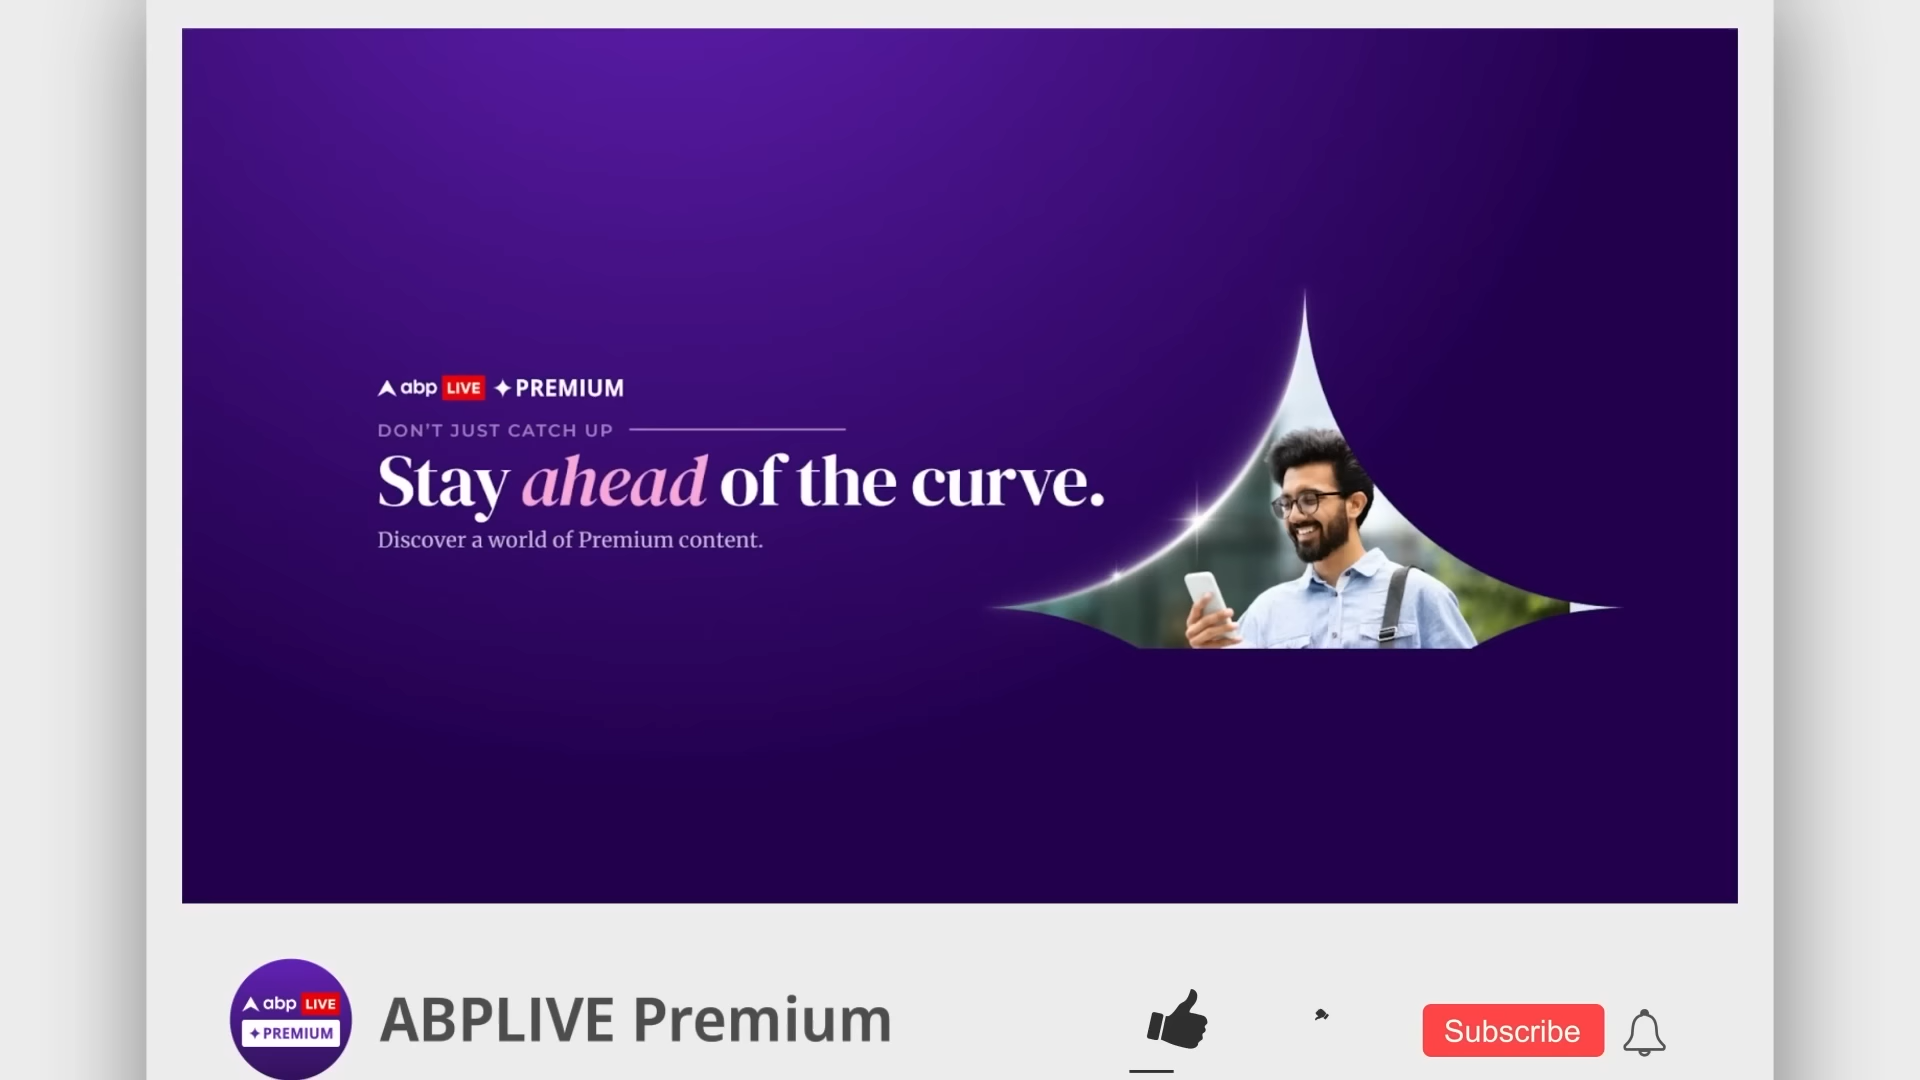 abp LIVE PREMIUM
DON'T JUST CATCH UP
Stay ahead of the curve.
Discover a world of Premium content.
abp LIVE
PREMIUM
ABPLIVE Premium
Subscribe